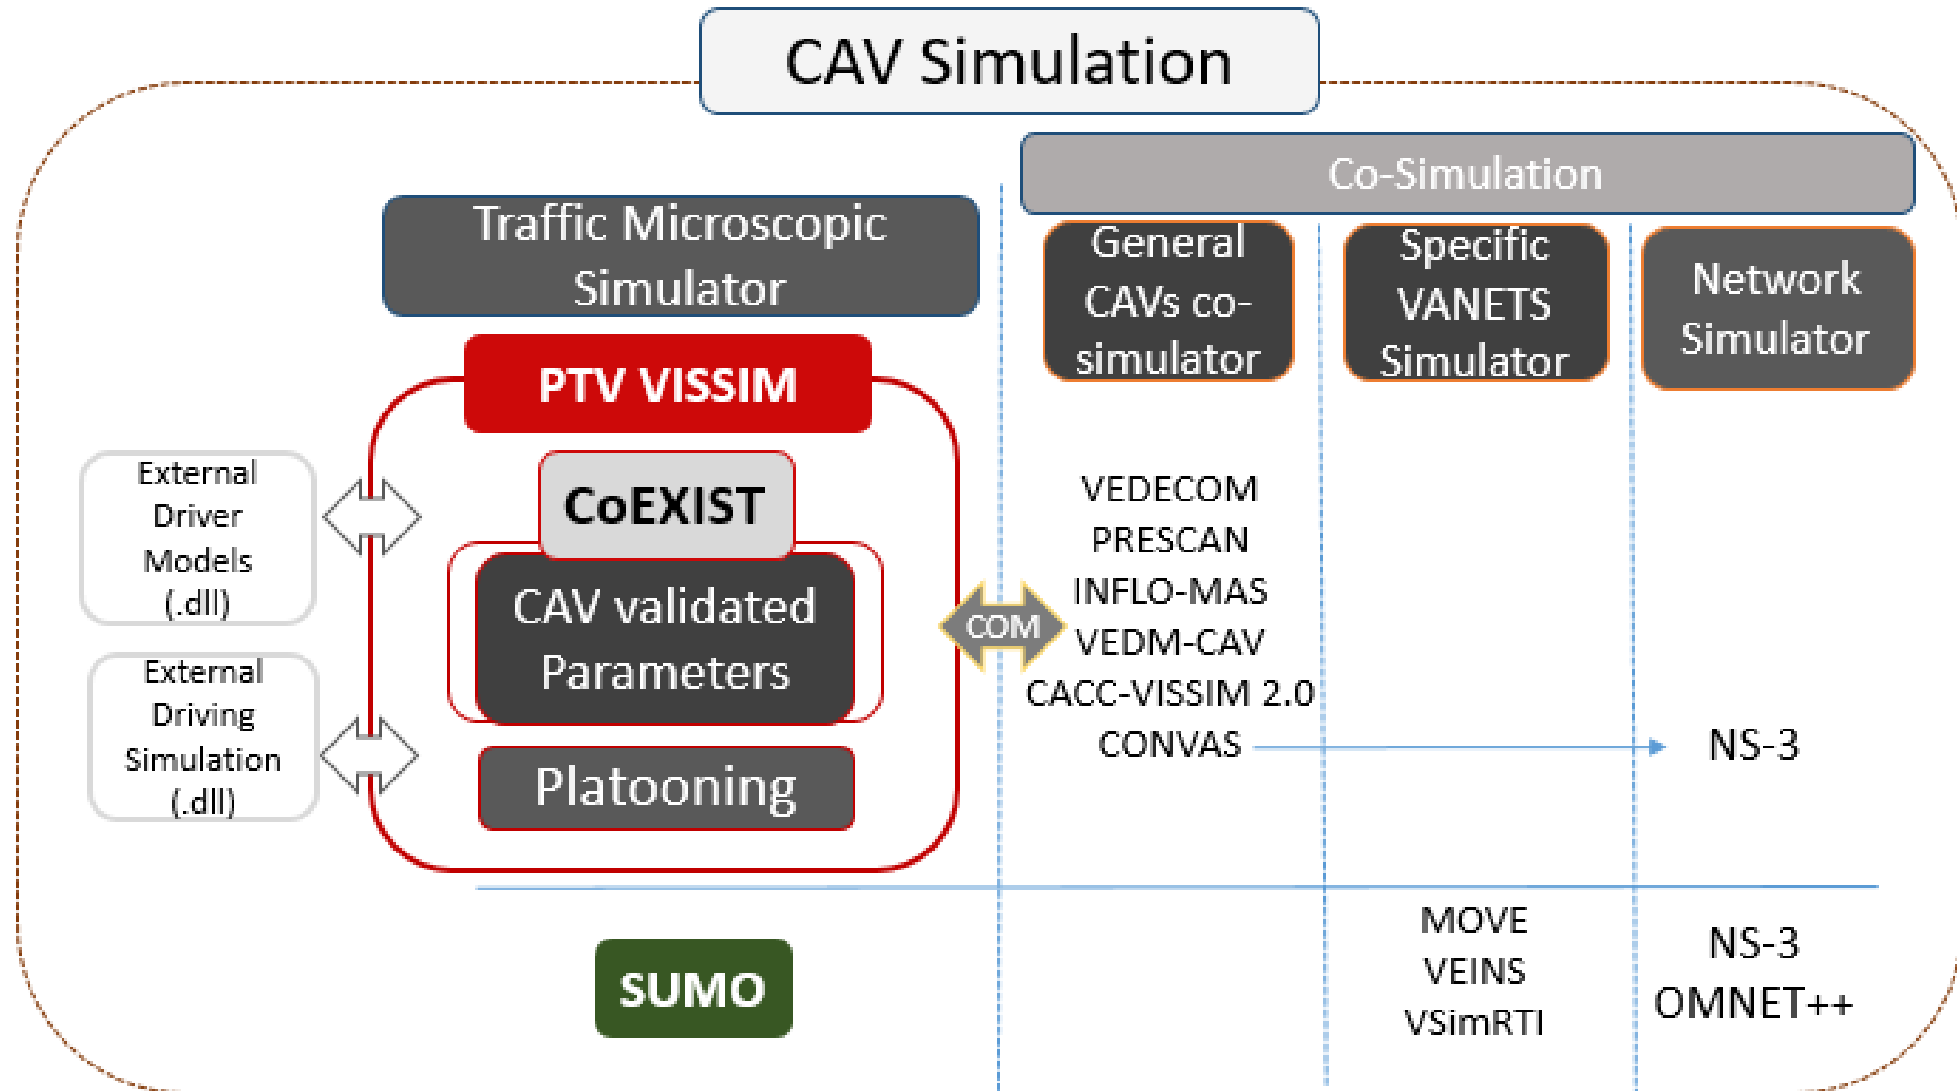 CAV Simulation
Co-Simulation
Traffic Microscopic
Simulator
General
CAVs co-
simulator
Specific
VANETS
Simulator
Network
Simulator
PTV VISSIM
CoEXIST
CAV validated
Parameters
Platooning
External
Driver
Models
(.dll)
External
Driving
Simulation
(.dll)
COM
VEDECOM
PRESCAN
INFLO-MAS
VEDM-CAV
CACC-VISSIM 2.0
CONVAS
NS-3
SUMO
MOVE
VEINS
VSimRTI
NS-3
OMNET++